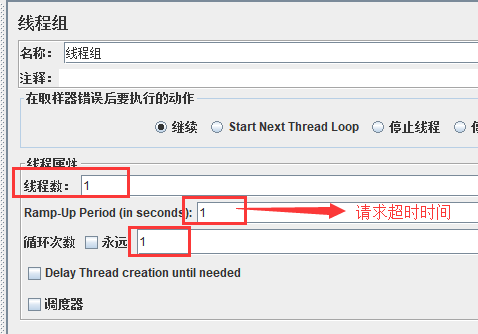 线程组
名称： 线程组
注释：
在取样器错误后要执行的动作
继续 Start Next Thread Loop 停止线程
线程属性
线程数： 1
Ramp-Up Period (in seconds): 1 请求超时时间
循环次数 永远 1
Delay Thread creation until needed
调度器